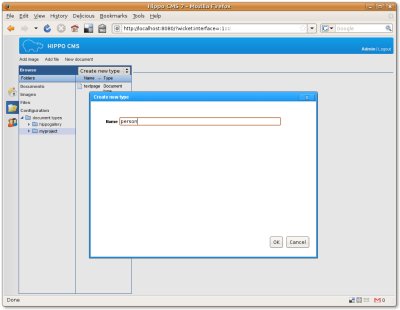 Hippo CMS 7 - Mozilla Firefox
File Edit View History Delicious Bookmarks Tools Help
http://localhost:8080/?wicket:interface=:1:::
Google
HIPPO CMS
Admin | Logout
Add image Add file New document
Browse
Create new type
Folders
Name Type
Documents
textpage Document
Images
Files
Configuration
document types
hippogallery
myproject
Create new type
Name person
OK Cancel
Done
0